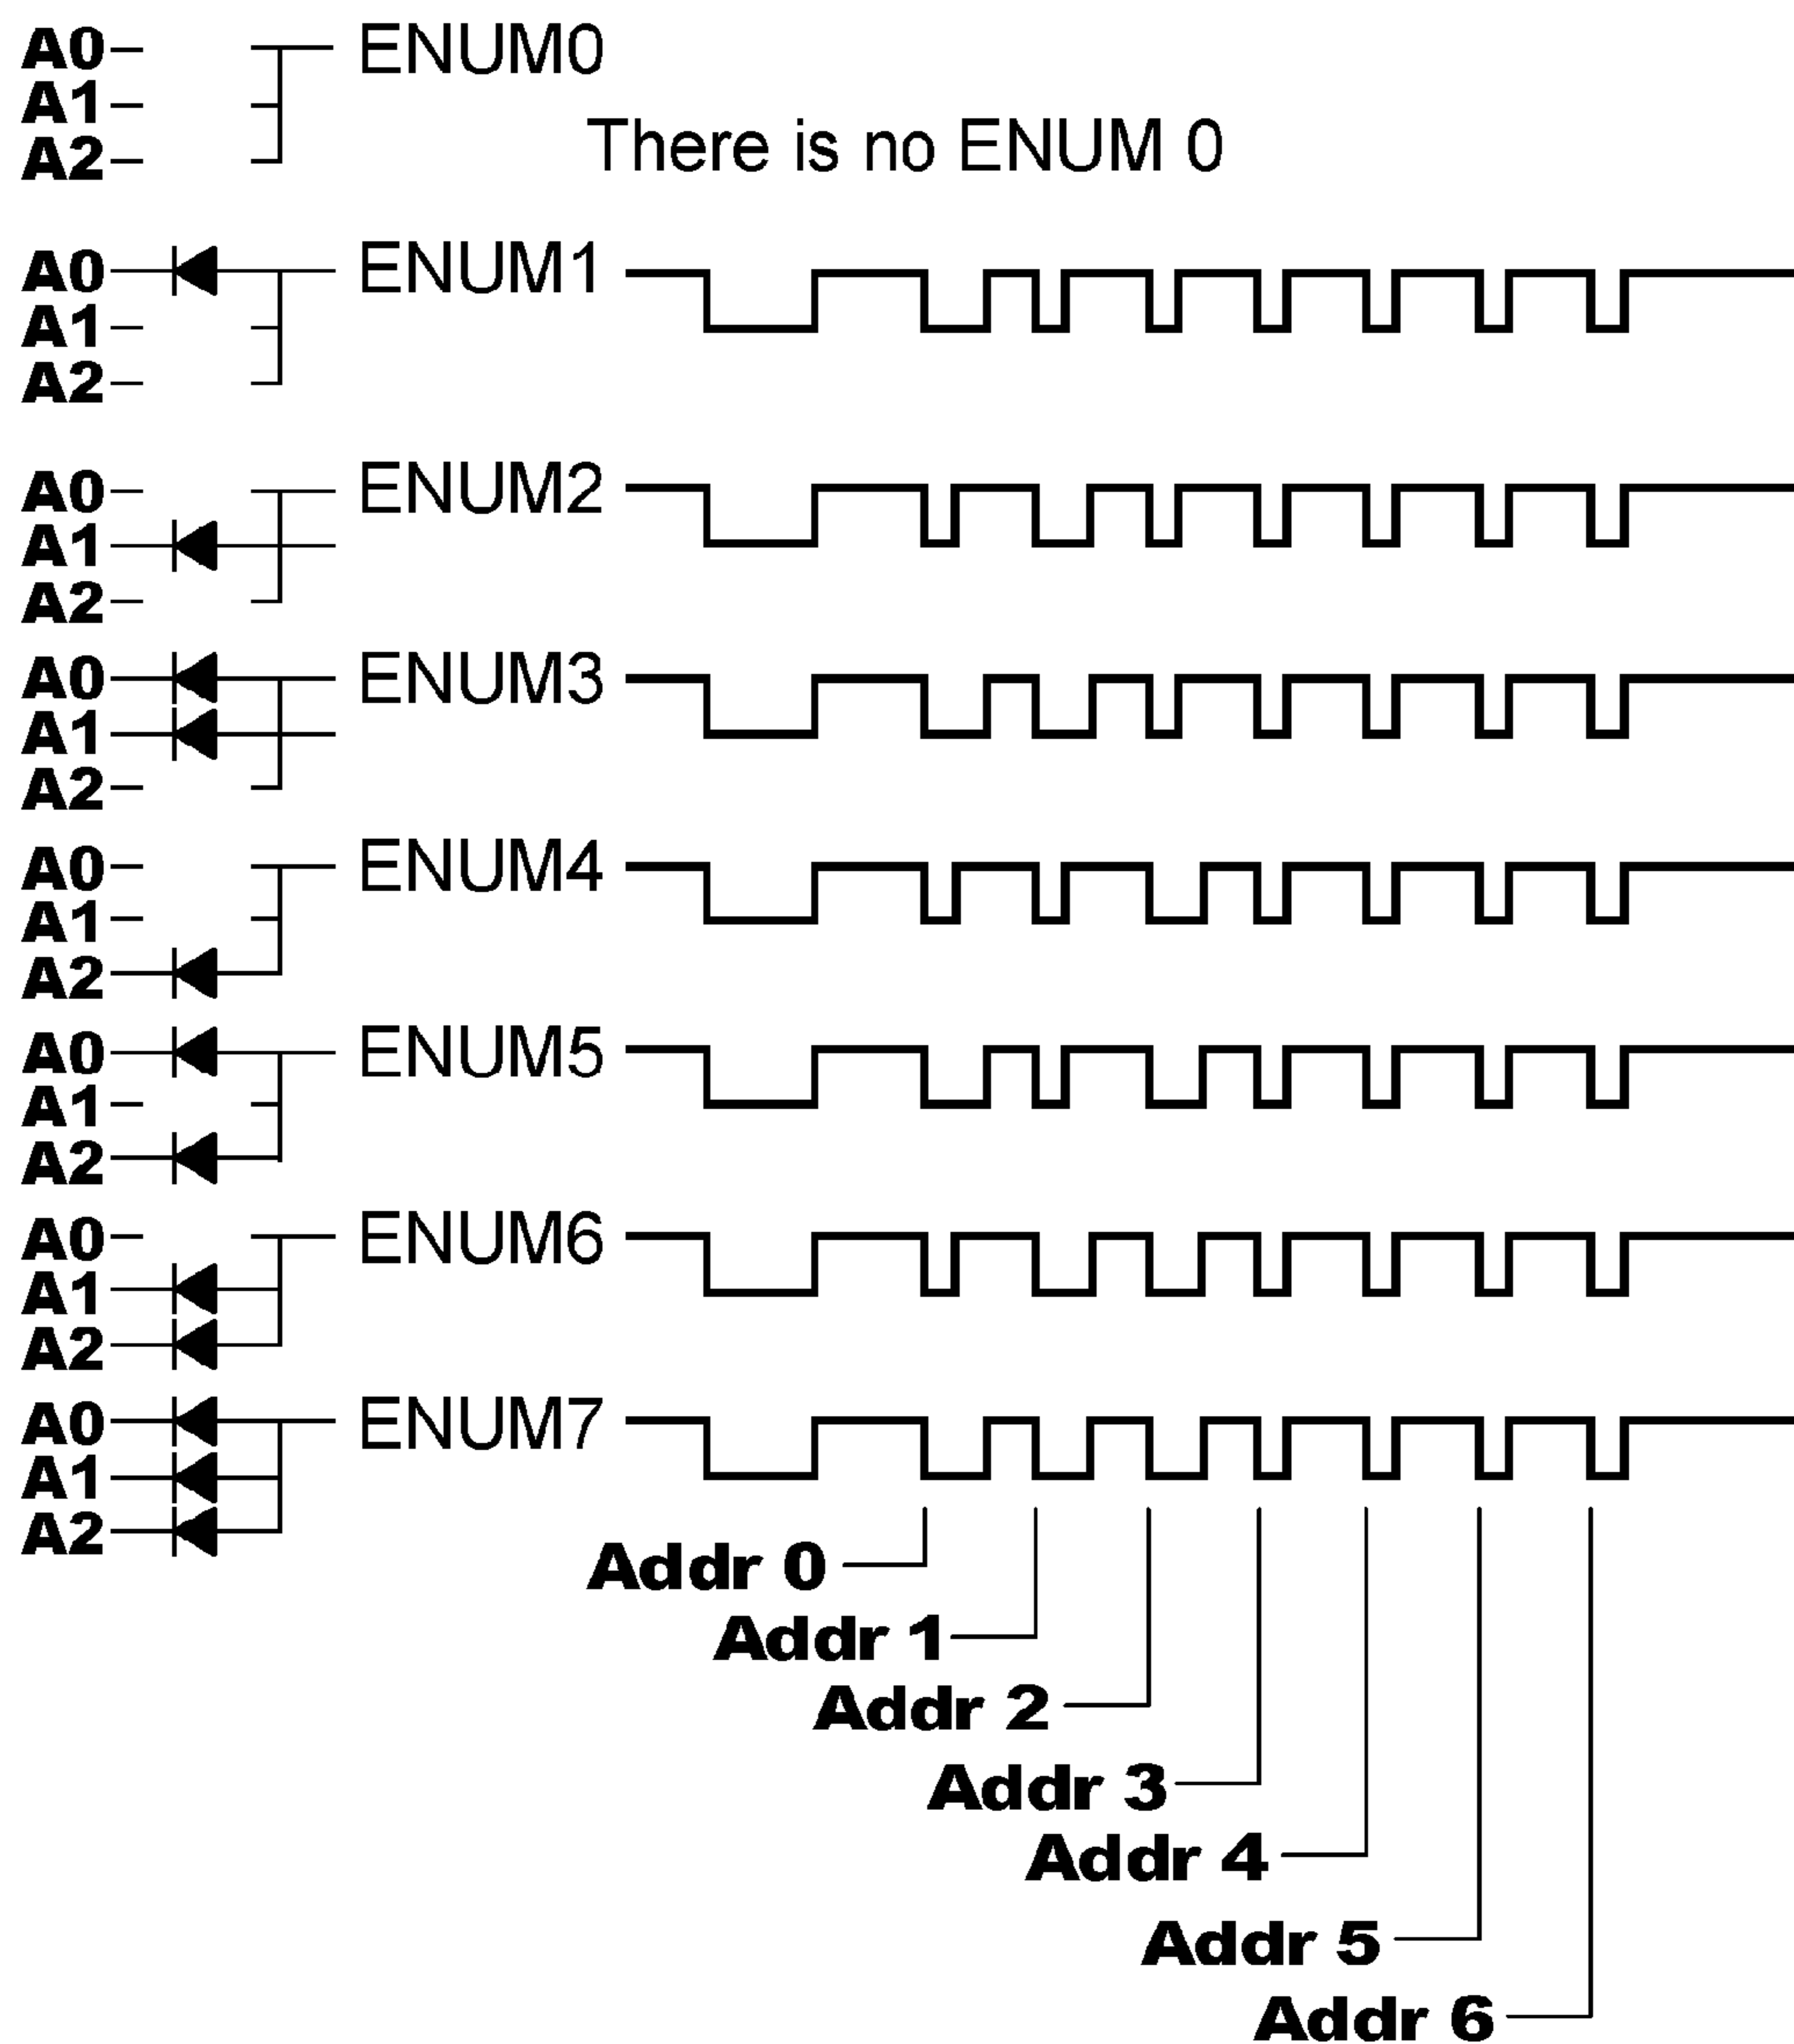 A0 ENUM0
A1
There is no ENUM 0
A2
A0 ENUM1
A1
A2
A0 ENUM2
A1
A2
A0 ENUM3
A1
A2
A0 ENUM4
A1
A2
A0 ENUM5
A1
A2
A0 ENUM6
A1
A2
A0 ENUM7
A1
A2
Addr 0
Addr 1
Addr 2
Addr 3
Addr 4
Addr 5
Addr 6